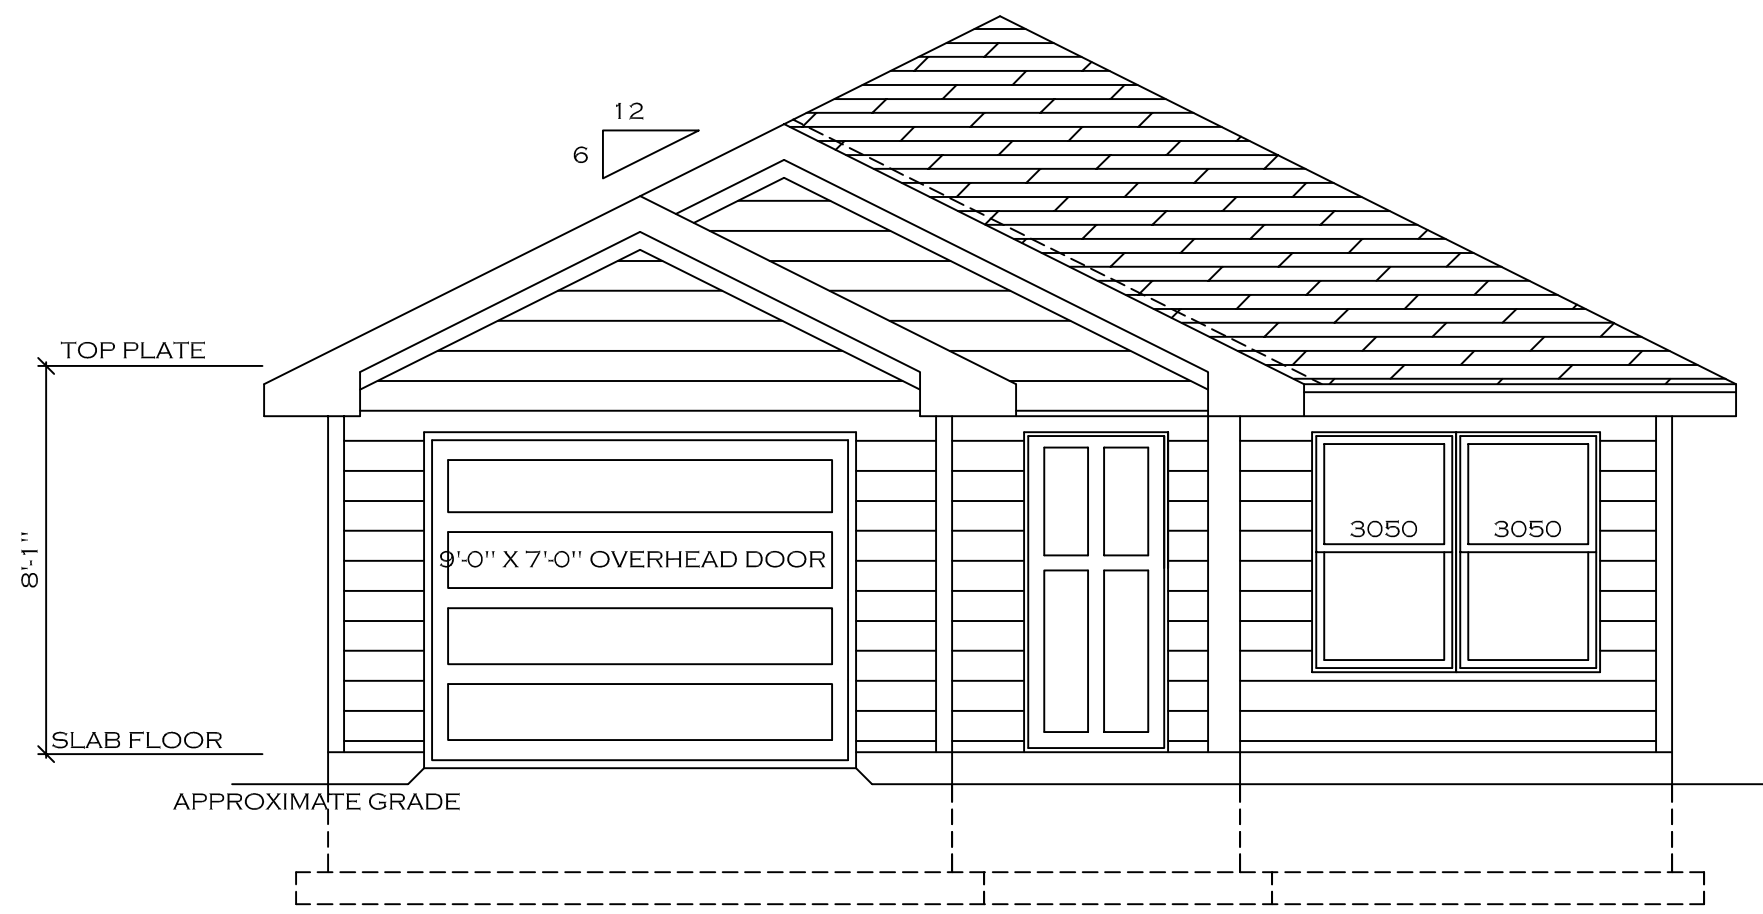 12
6
TOP PLATE
8'-1"
3050
3050
9'-0" X 7'-0" OVERHEAD DOOR
SLAB FLOOR
APPROXIMATE GRADE